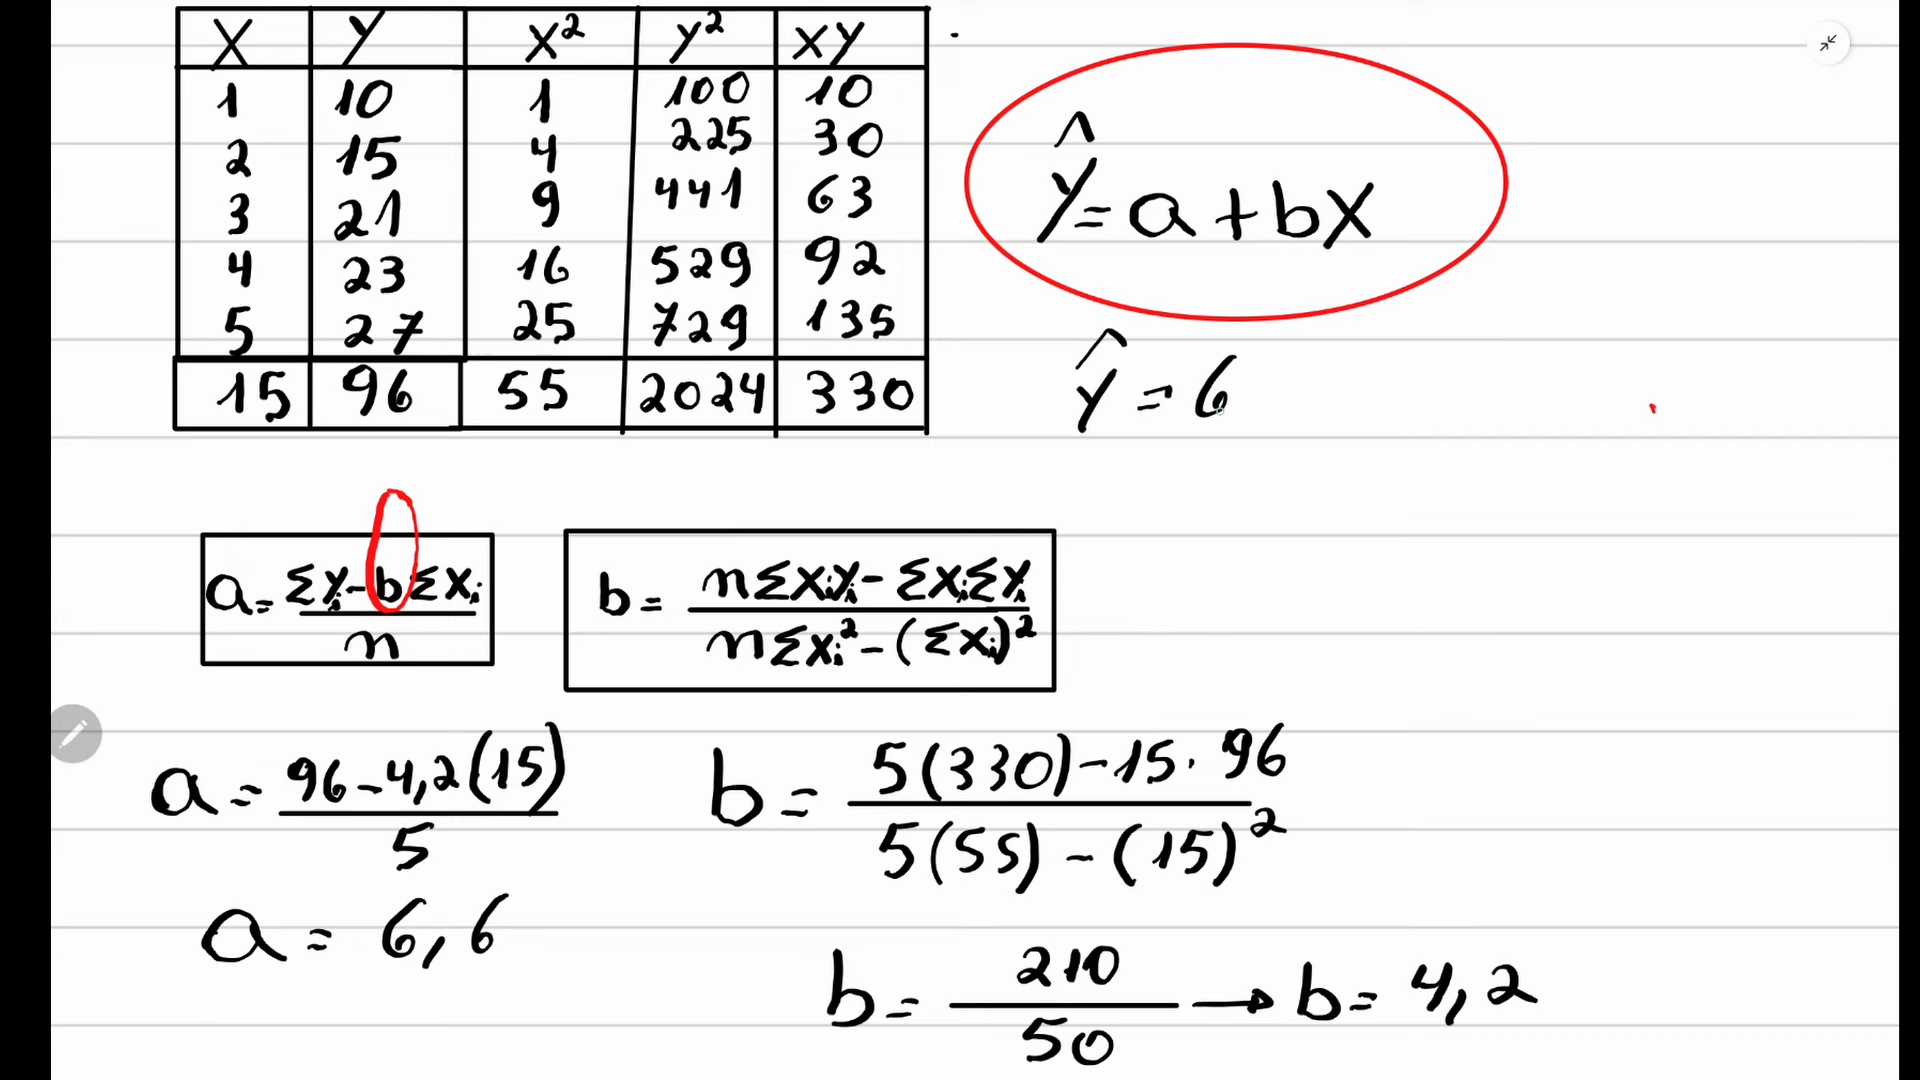 X Y X² y² xy
1 10 1 100 10
2 15 4 225 30
3 21 9 441 63
4 23 16 529 92
5 27 25 729 135
15 96 55 2024 330
ŷ = a + bx
ŷ = 6
a = (Σyᵢ - bΣxᵢ) / n
b = (nΣxᵢyᵢ - ΣxᵢΣyᵢ) / (nΣxᵢ² - (Σxᵢ)²)
a = (96 - 4,2(15)) / 5
b = (5(330) - 15 · 96) / (5(55) - (15)²)
a = 6,6
b = 210 / 50 → b = 4,2